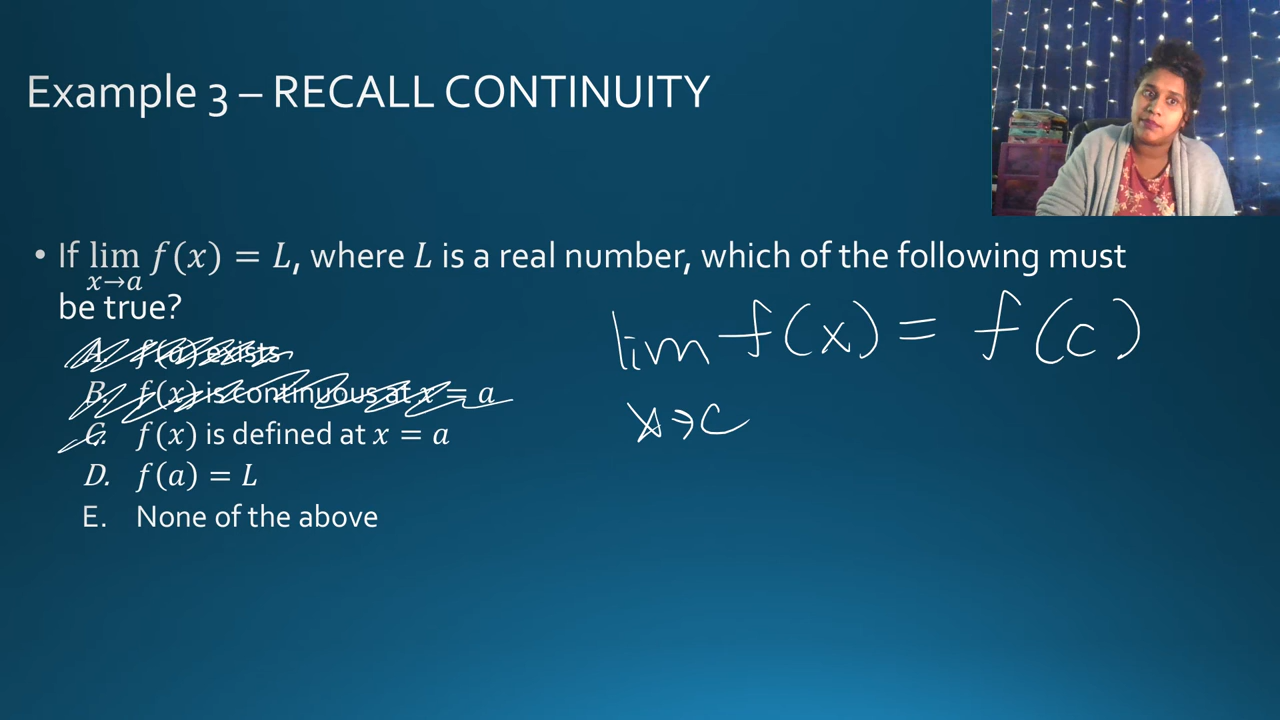 Example 3 – RECALL CONTINUITY
• If lim f(x) = L, where L is a real number, which of the following must
x→a
be true?
lim f(x) = f(c)
x→c
A. f(a) exists
B. f(x) is continuous at x = a
C. f(x) is defined at x = a
D. f(a) = L
E. None of the above